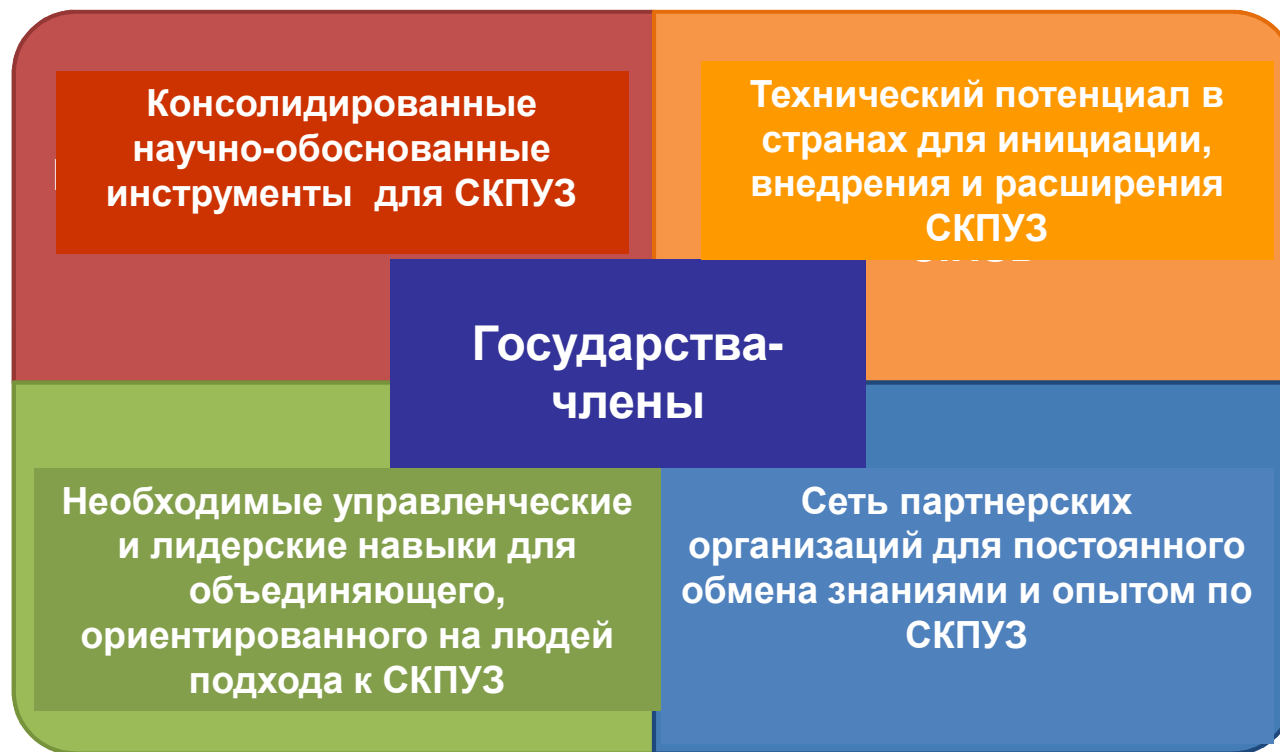 Консолидированные
научно-обоснованные
инструменты для СКПУЗ
Технический потенциал в
странах для инициации,
внедрения и расширения
СКПУЗ
Государства-
члены
Необходимые управленческие
и лидерские навыки для
объединяющего,
ориентированного на людей
подхода к СКПУЗ
Сеть партнерских
организаций для постоянного
обмена знаниями и опытом по
СКПУЗ